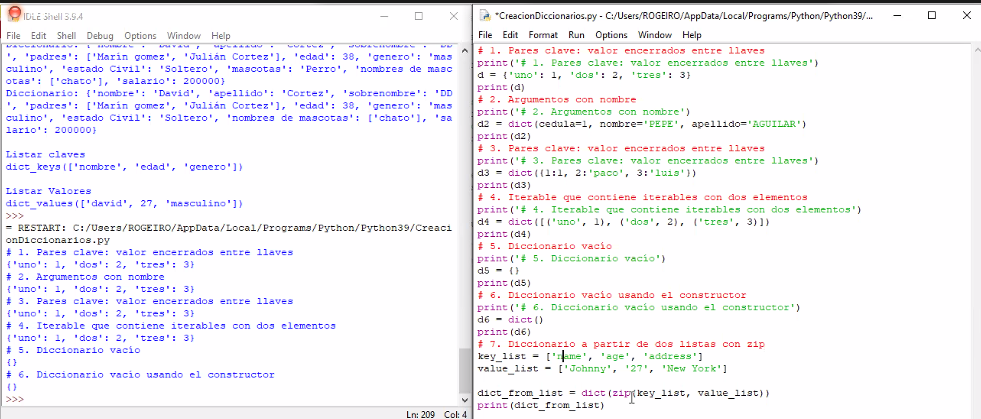 IDLE Shell 3.9.4
File Edit Shell Debug Options Window Help
Diccionario: {'nombre': 'David', 'apellido': 'Cortez', 'sobrenombre': 'DD
', 'padres': ['Marín gomez', 'Julián Cortez'], 'edad': 38, 'genero': 'mas
culino', 'estado Civil': 'Soltero', 'mascotas': 'Perro', 'nombres de masc
otas': ['chato'], 'salario': 200000}
Diccionario: {'nombre': 'David', 'apellido': 'Cortez', 'sobrenombre': 'DD
', 'padres': ['Marín gomez', 'Julián Cortez'], 'edad': 38, 'genero': 'mas
culino', 'estado Civil': 'Soltero', 'nombres de mascotas': ['chato'], 'sa
lario': 200000}
Listar claves
dict_keys(['nombre', 'edad', 'genero'])
Listar Valores
dict_values(['david', 27, 'masculino'])
>>>
= RESTART: C:/Users/ROGEIRO/AppData/Local/Programs/Python/Python39/Creaci
onDiccionarios.py
# 1. Pares clave: valor encerrados entre llaves
{'uno': 1, 'dos': 2, 'tres': 3}
# 2. Argumentos con nombre
{'uno': 1, 'dos': 2, 'tres': 3}
# 3. Pares clave: valor encerrados entre llaves
{'uno': 1, 'dos': 2, 'tres': 3}
# 4. Iterable que contiene iterables con dos elementos
{'uno': 1, 'dos': 2, 'tres': 3}
# 5. Diccionario vacío
{}
# 6. Diccionario vacío usando el constructor
{}
>>>
Ln: 209 Col: 4
*CreacionDiccionarios.py - C:/Users/ROGEIRO/AppData/Local/Programs/Python/Python39/...
File Edit Format Run Options Window Help
# 1. Pares clave: valor encerrados entre llaves
print('# 1. Pares clave: valor encerrados entre llaves')
d = {'uno': 1, 'dos': 2, 'tres': 3}
print(d)
# 2. Argumentos con nombre
print('# 2. Argumentos con nombre')
d2 = dict(cedula=1, nombre='PEPE', apellido='AGUILAR')
print(d2)
# 3. Pares clave: valor encerrados entre llaves
print('# 3. Pares clave: valor encerrados entre llaves')
d3 = dict({1:1, 2:'paco', 3:'luis'})
print(d3)
# 4. Iterable que contiene iterables con dos elementos
print('# 4. Iterable que contiene iterables con dos elementos')
d4 = dict([('uno', 1), ('dos', 2), ('tres', 3)])
print(d4)
# 5. Diccionario vacío
print('# 5. Diccionario vacío')
d5 = {}
print(d5)
# 6. Diccionario vacío usando el constructor
print('# 6. Diccionario vacío usando el constructor')
d6 = dict()
print(d6)
# 7. Diccionario a partir de dos listas con zip
key_list = ['name', 'age', 'address']
value_list = ['Johnny', '27', 'New York']
dict_from_list = dict(zip(key_list, value_list))
print(dict_from_list)